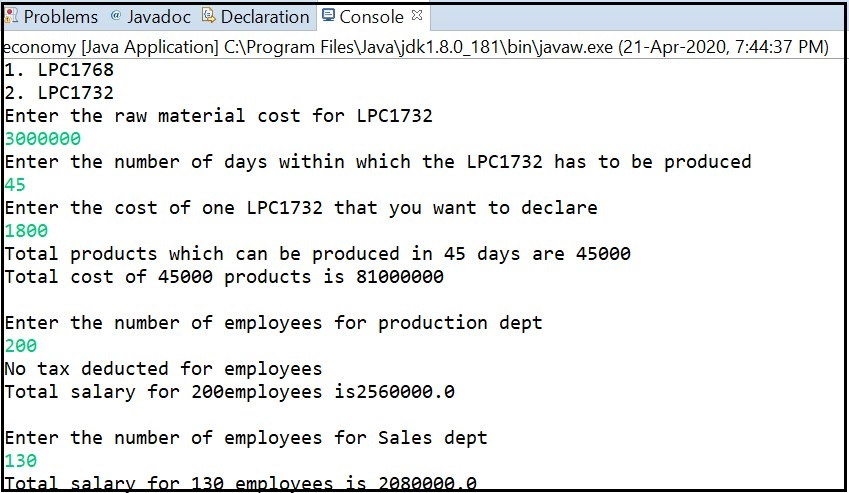 Problems @ Javadoc Declaration Console
economy [Java Application] C:\Program Files\Java\jdk1.8.0_181\bin\javaw.exe (21-Apr-2020, 7:44:37 PM)
1. LPC1768
2. LPC1732
Enter the raw material cost for LPC1732
3000000
Enter the number of days within which the LPC1732 has to be produced
45
Enter the cost of one LPC1732 that you want to declare
1800
Total products which can be produced in 45 days are 45000
Total cost of 45000 products is 81000000
Enter the number of employees for production dept
200
No tax deducted for employees
Total salary for 200employees is2560000.0
Enter the number of employees for Sales dept
130
Total salary for 130 employees is 2080000.0